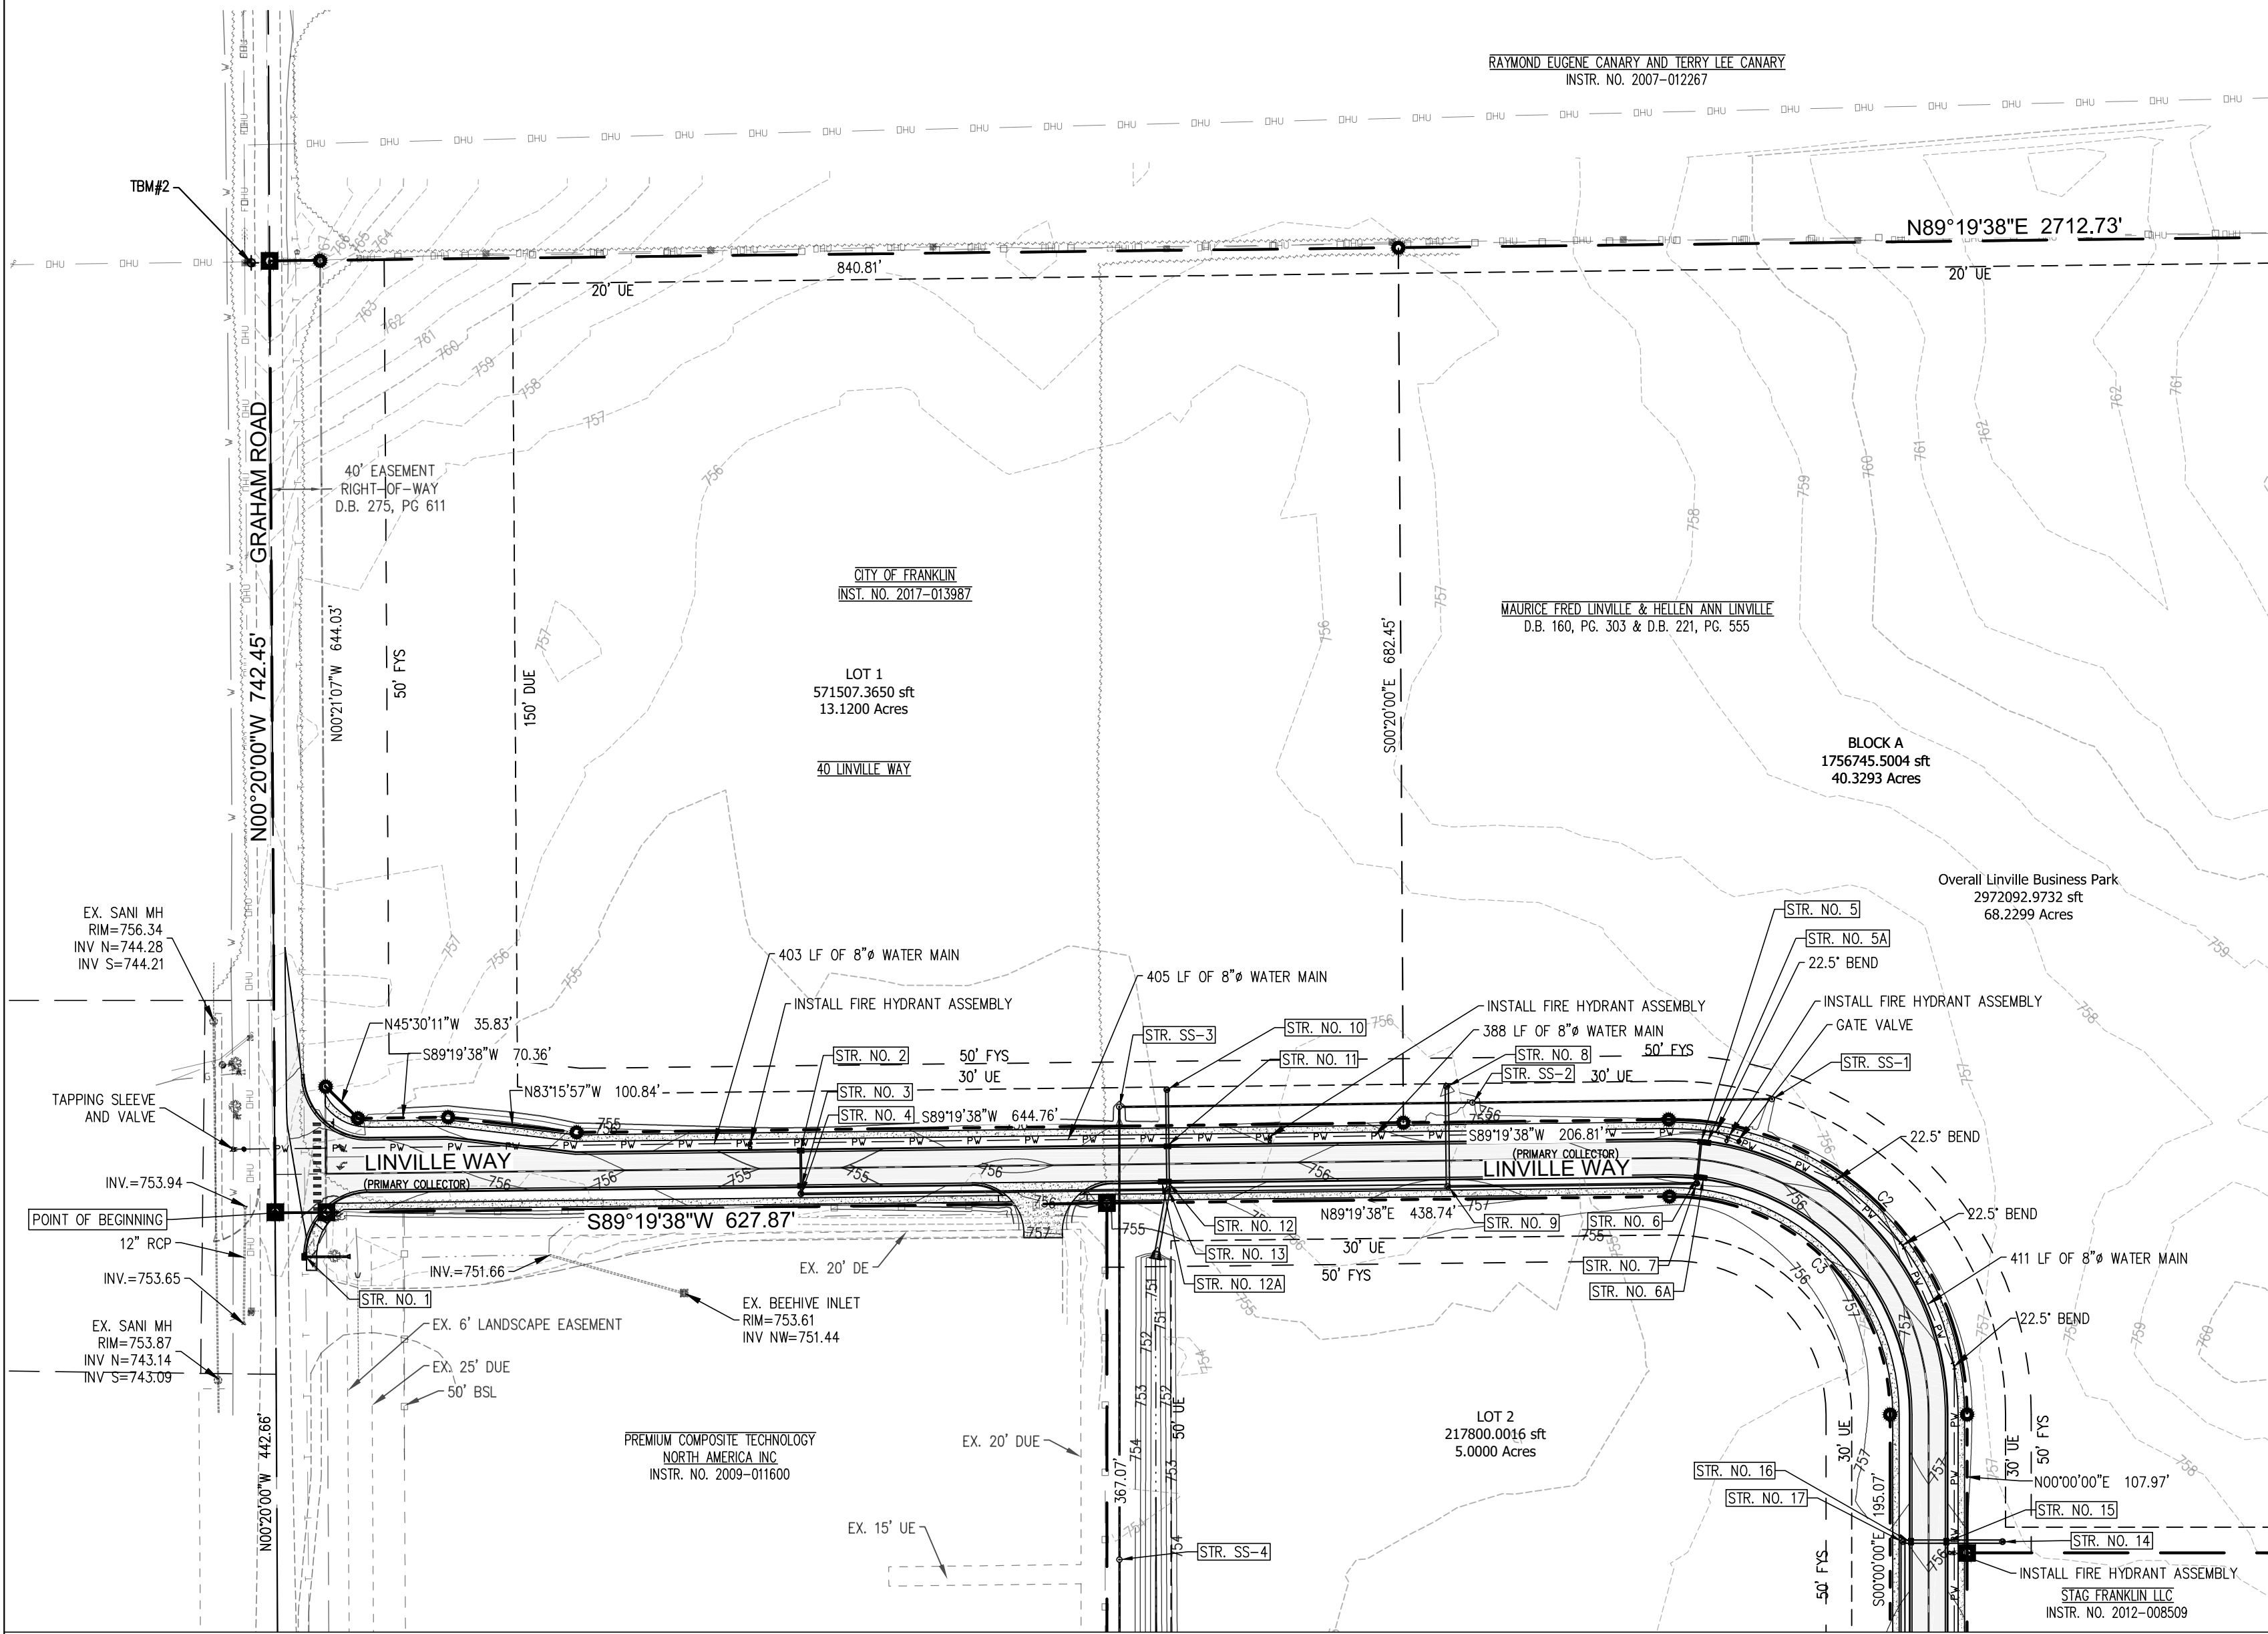 RAYMOND EUGENE CANARY AND TERRY LEE CANARY
INSTR. NO. 2007-012267
TBM#2
N89°19'38"E 2712.73'
840.81'
20' UE
20' UE
767
766
765
764
763
762
761
760
759
758
757
756
GRAHAM ROAD
N00°20'00"W 742.45'
40' EASEMENT
RIGHT-OF-WAY
D.B. 275, PG 611
N00°21'07"W 644.03'
50' FYS
150' DUE
CITY OF FRANKLIN
INST. NO. 2017-013987
LOT 1
571507.3650 sft
13.1200 Acres
40 LINVILLE WAY
S00°20'00"E 682.45'
MAURICE FRED LINVILLE & HELLEN ANN LINVILLE
D.B. 160, PG. 303 & D.B. 221, PG. 555
BLOCK A
1756745.5004 sft
40.3293 Acres
Overall Linville Business Park
2972092.9732 sft
68.2299 Acres
EX. SANI MH
RIM=756.34
INV N=744.28
INV S=744.21
403 LF OF 8"ø WATER MAIN
INSTALL FIRE HYDRANT ASSEMBLY
405 LF OF 8"ø WATER MAIN
INSTALL FIRE HYDRANT ASSEMBLY
388 LF OF 8"ø WATER MAIN
STR. NO. 5
STR. NO. 5A
22.5° BEND
INSTALL FIRE HYDRANT ASSEMBLY
GATE VALVE
STR. SS-1
N45°30'11"W 35.83'
S89°19'38"W 70.36'
N83°15'57"W 100.84'
STR. NO. 2
STR. NO. 3
STR. NO. 4
50' FYS
30' UE
S89°19'38"W 644.76'
STR. SS-3
STR. NO. 10
STR. NO. 11
STR. NO. 8
STR. SS-2
50' FYS
30' UE
S89°19'38"W 206.81'
TAPPING SLEEVE
AND VALVE
LINVILLE WAY
(PRIMARY COLLECTOR)
(PRIMARY COLLECTOR)
LINVILLE WAY
22.5° BEND
C2
22.5° BEND
C3
411 LF OF 8"ø WATER MAIN
22.5° BEND
INV.=753.94
POINT OF BEGINNING
12" RCP
INV.=753.65
S89°19'38"W 627.87'
INV.=751.66
EX. 20' DE
STR. NO. 1
STR. NO. 12
STR. NO. 13
STR. NO. 12A
N89°19'38"E 438.74'
30' UE
50' FYS
STR. NO. 9
STR. NO. 6
STR. NO. 7
STR. NO. 6A
EX. SANI MH
RIM=753.87
INV N=743.14
INV S=743.09
EX. 6' LANDSCAPE EASEMENT
EX. 25' DUE
50' BSL
EX. BEEHIVE INLET
RIM=753.61
INV NW=751.44
N00°20'00"W 442.66'
PREMIUM COMPOSITE TECHNOLOGY
NORTH AMERICA INC
INSTR. NO. 2009-011600
EX. 20' DUE
EX. 15' UE
367.07'
50' UE
STR. SS-4
LOT 2
217800.0016 sft
5.0000 Acres
STR. NO. 16
STR. NO. 17
50' FYS
30' UE
S00°00'00"E 195.07'
30' UE
50' FYS
N00°00'00"E 107.97'
STR. NO. 15
STR. NO. 14
INSTALL FIRE HYDRANT ASSEMBLY
STAG FRANKLIN LLC
INSTR. NO. 2012-008509